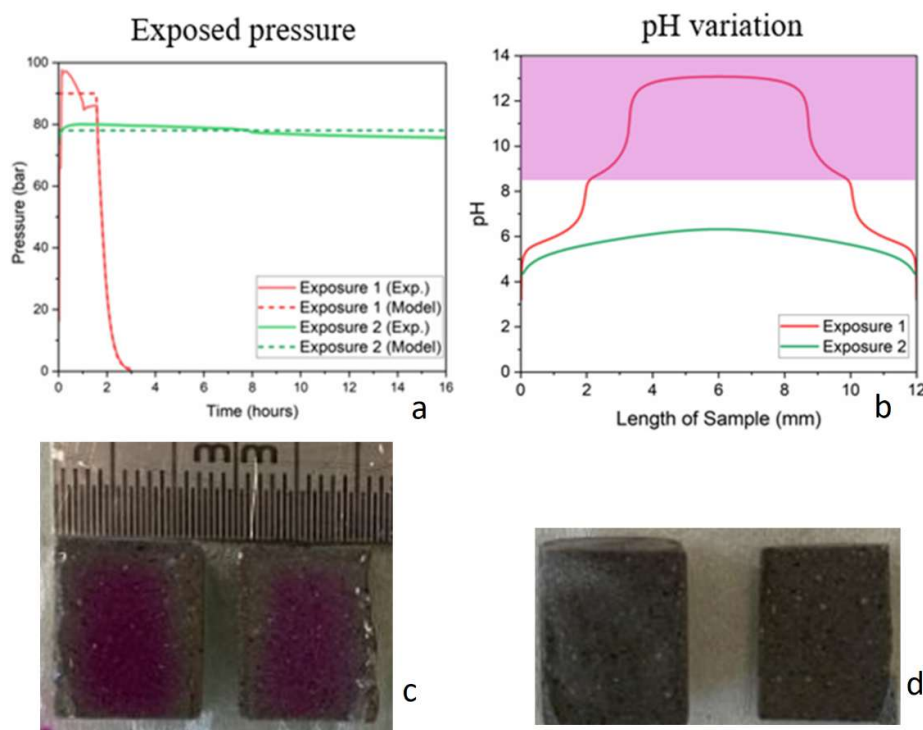 Exposed pressure
100
80
60
40
20
0
Pressure (bar)
Exposure 1 (Exp.)
Exposure 1 (Model)
Exposure 2 (Exp.)
Exposure 2 (Model)
0 2 4 6 8 10 12 14 16
Time (hours)
a
pH variation
14
12
10
8
6
4
2
0
pH
Exposure 1
Exposure 2
0 2 4 6 8 10 12
Length of Sample (mm)
b
mm
c
d